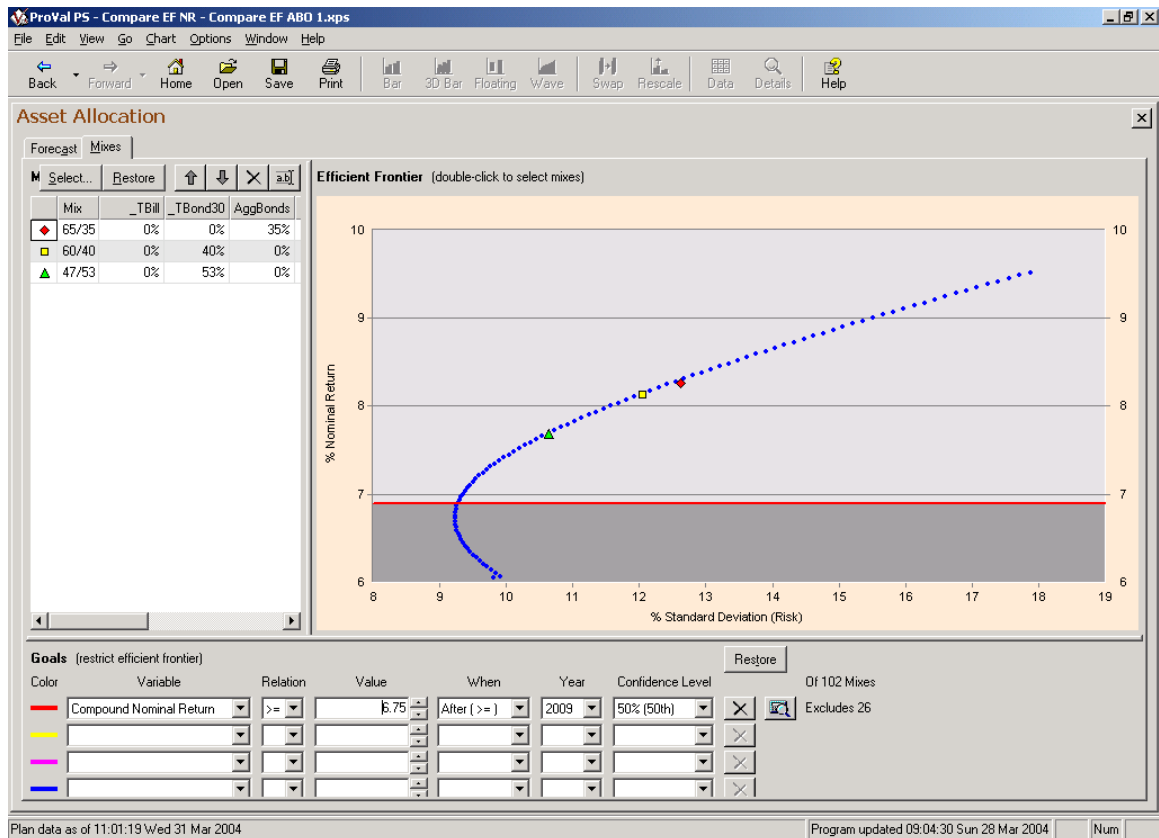 ProVal PS - Compare EF NR - Compare EF ABO 1.xps
File Edit View Go Chart Options Window Help
Back Forward Home Open Save Print Bar 3D Bar Floating Wave Swap Rescale Data Details Help
Asset Allocation
Forecast Mixes
M Select... Restore a.b
Efficient Frontier (double-click to select mixes)
Mix _TBill _TBond30 AggBonds
65/35 0% 0% 35%
60/40 0% 40% 0%
47/53 0% 53% 0%
10 10
9 9
8 8
7 7
6 6
% Nominal Return
8 9 10 11 12 13 14 15 16 17 18 19
% Standard Deviation (Risk)
Goals (restrict efficient frontier)
Restore
Color Variable Relation Value When Year Confidence Level Of 102 Mixes
Compound Nominal Return >= 6.75 After ( >= ) 2009 50% (50th) Excludes 26
Plan data as of 11:01:19 Wed 31 Mar 2004
Program updated 09:04:30 Sun 28 Mar 2004
Num